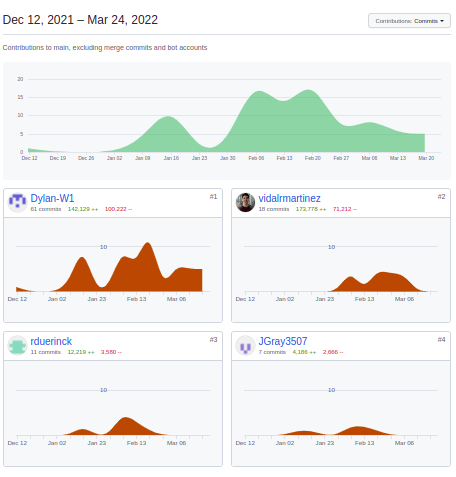 Dec 12, 2021 – Mar 24, 2022
Contributions: Commits
Contributions to main, excluding merge commits and bot accounts
20
15
10
5
0
Dec 12 Dec 19 Dec 26 Jan 02 Jan 09 Jan 16 Jan 23 Jan 30 Feb 06 Feb 13 Feb 20 Feb 27 Mar 06 Mar 13 Mar 20
Dylan-W1 #1
61 commits 142,129 ++ 100,222 --
10
Dec 12 Jan 02 Jan 23 Feb 13 Mar 06
vidalrmartinez #2
18 commits 173,778 ++ 71,212 --
10
Dec 12 Jan 02 Jan 23 Feb 13 Mar 06
rduerinck #3
11 commits 12,219 ++ 3,580 --
10
Dec 12 Jan 02 Jan 23 Feb 13 Mar 06
JGray3507 #4
7 commits 4,186 ++ 2,666 --
10
Dec 12 Jan 02 Jan 23 Feb 13 Mar 06